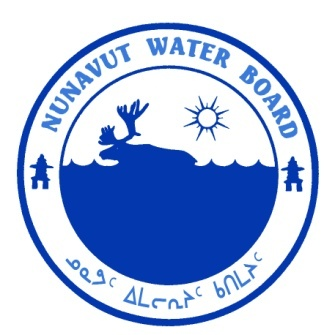 NUNAVUT WATER BOARD
ᓄᓇᕗᑦ ᐃᒪᓕᕆᔨᑦ ᑲᑎᒪᔨᑦ